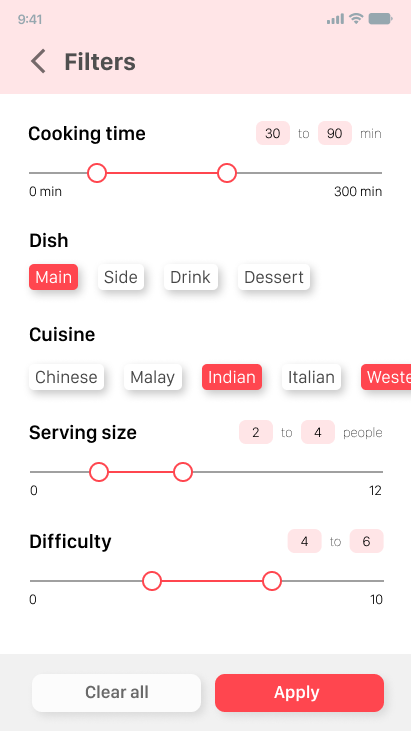 9:41
Filters
Cooking time 30 to 90 min
0 min 300 min
Dish
Main Side Drink Dessert
Cuisine
Chinese Malay Indian Italian Weste
Serving size 2 to 4 people
0 12
Difficulty 4 to 6
0 10
Clear all Apply